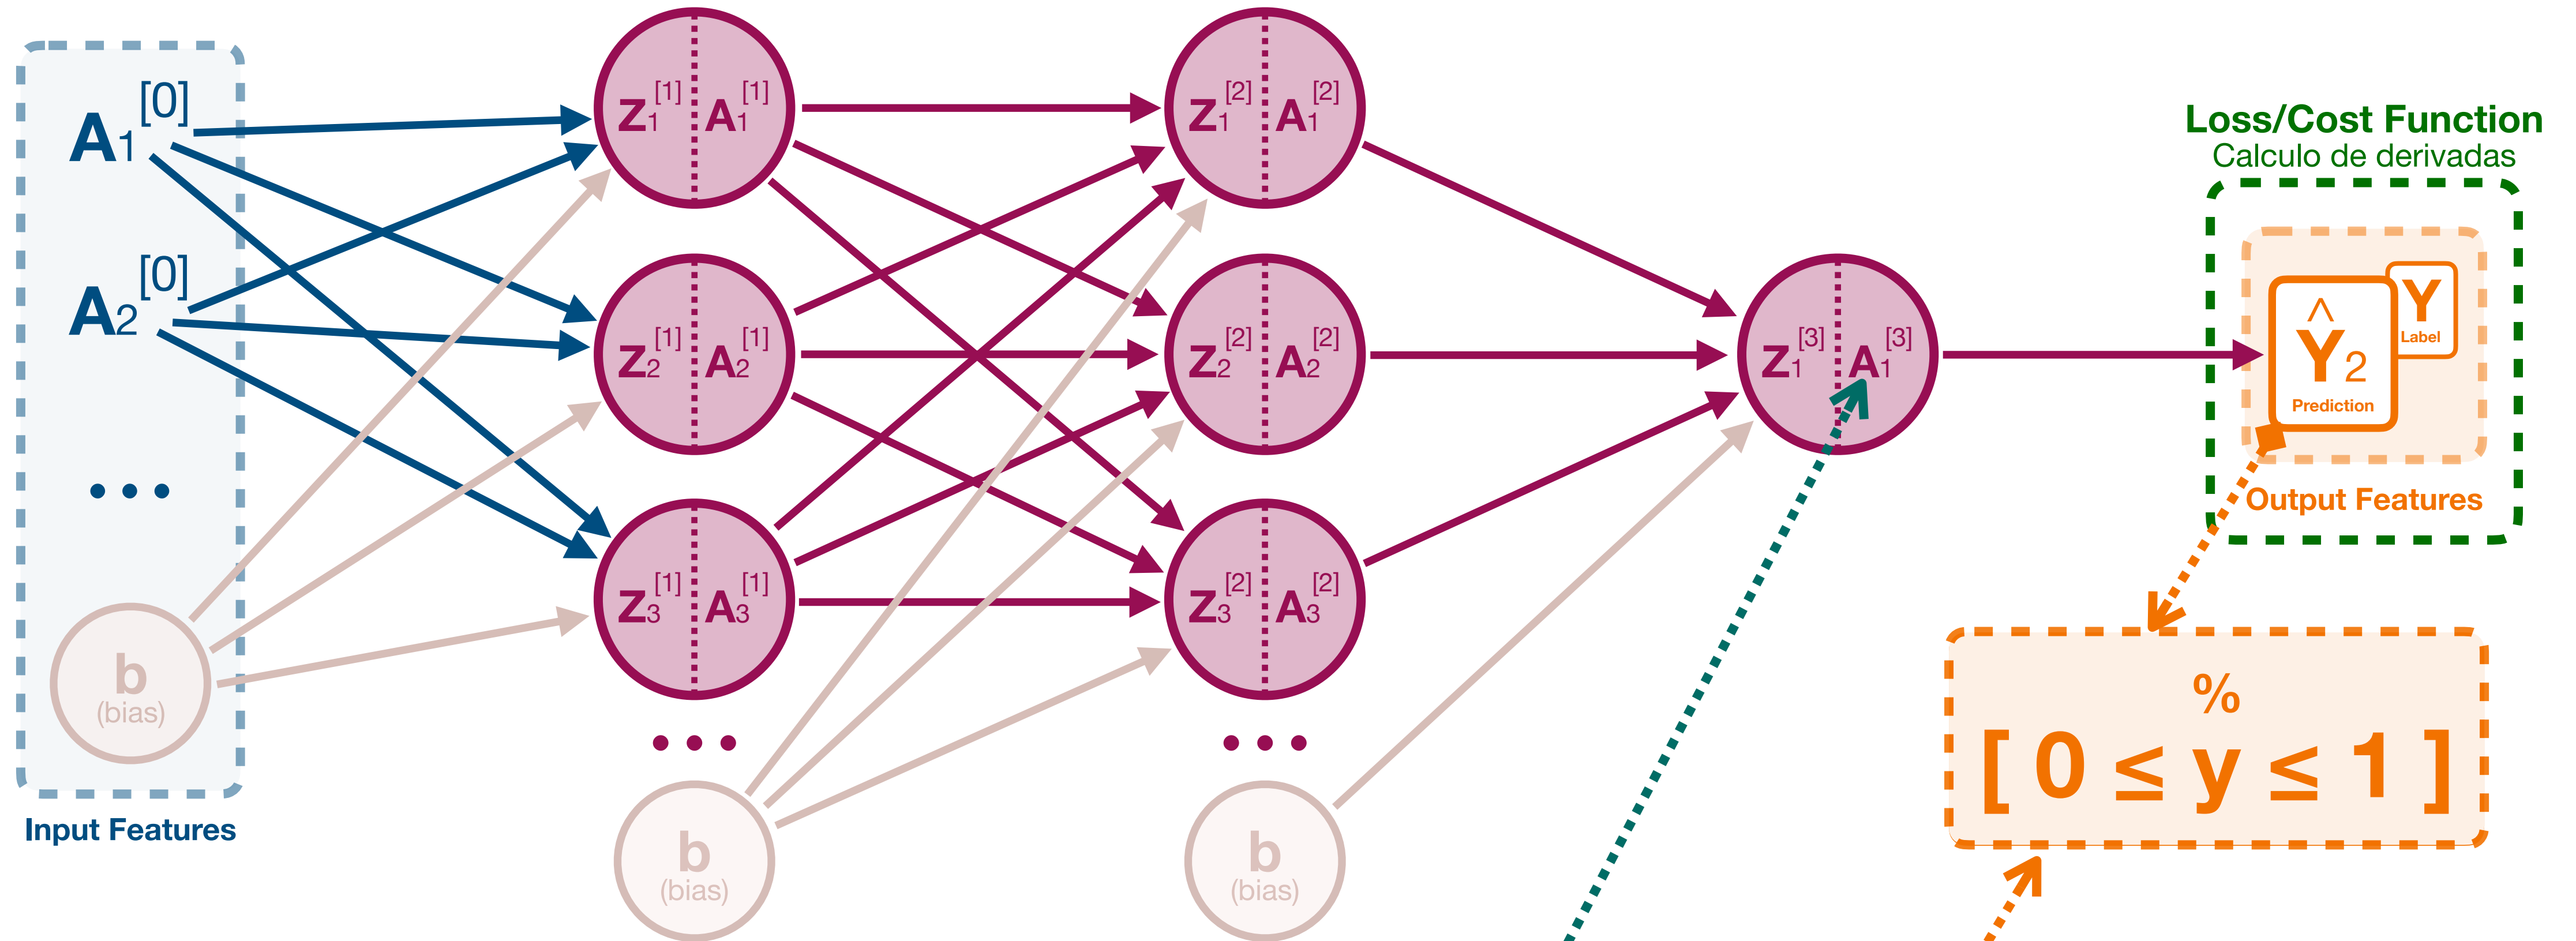 A1[0]
A2[0]
...
b
(bias)
Input Features
Z1[1] A1[1]
Z2[1] A2[1]
Z3[1] A3[1]
...
b
(bias)
Z1[2] A1[2]
Z2[2] A2[2]
Z3[2] A3[2]
...
b
(bias)
Z1[3] A1[3]
Loss/Cost Function
Calculo de derivadas
Ŷ2
Prediction
Y
Label
Output Features
%
[ 0 ≤ y ≤ 1 ]